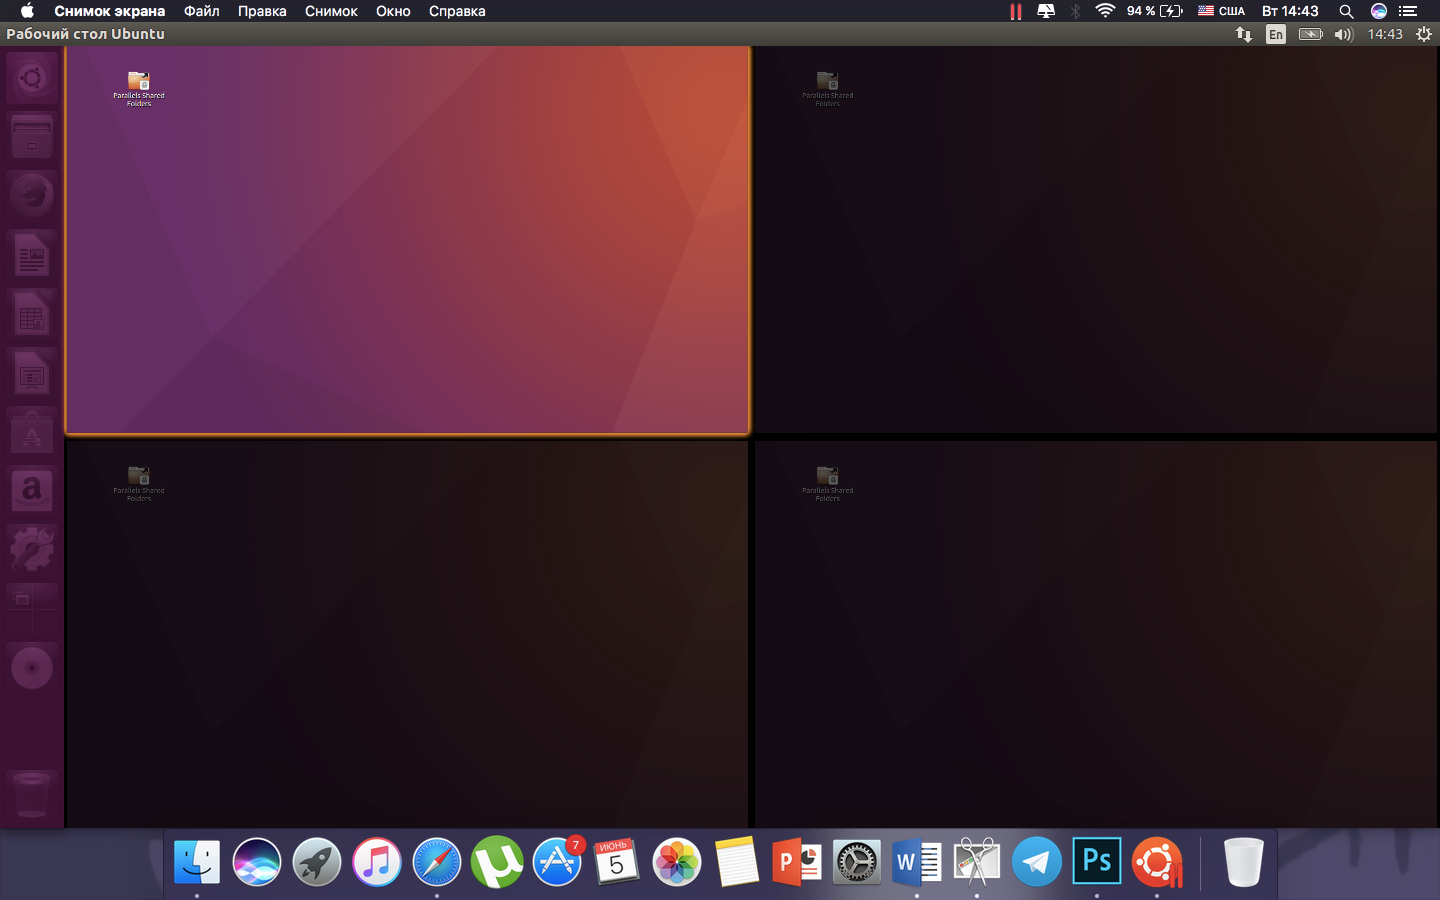 Снимок экрана Файл Правка Снимок Окно Справка 94 % США Вт 14:43
Рабочий стол Ubuntu En 14:43
Parallels Shared
Folders
Parallels Shared
Folders
Parallels Shared
Folders
Parallels Shared
Folders
A
a
7
ИЮНЬ
5
P
W
Ps
µ